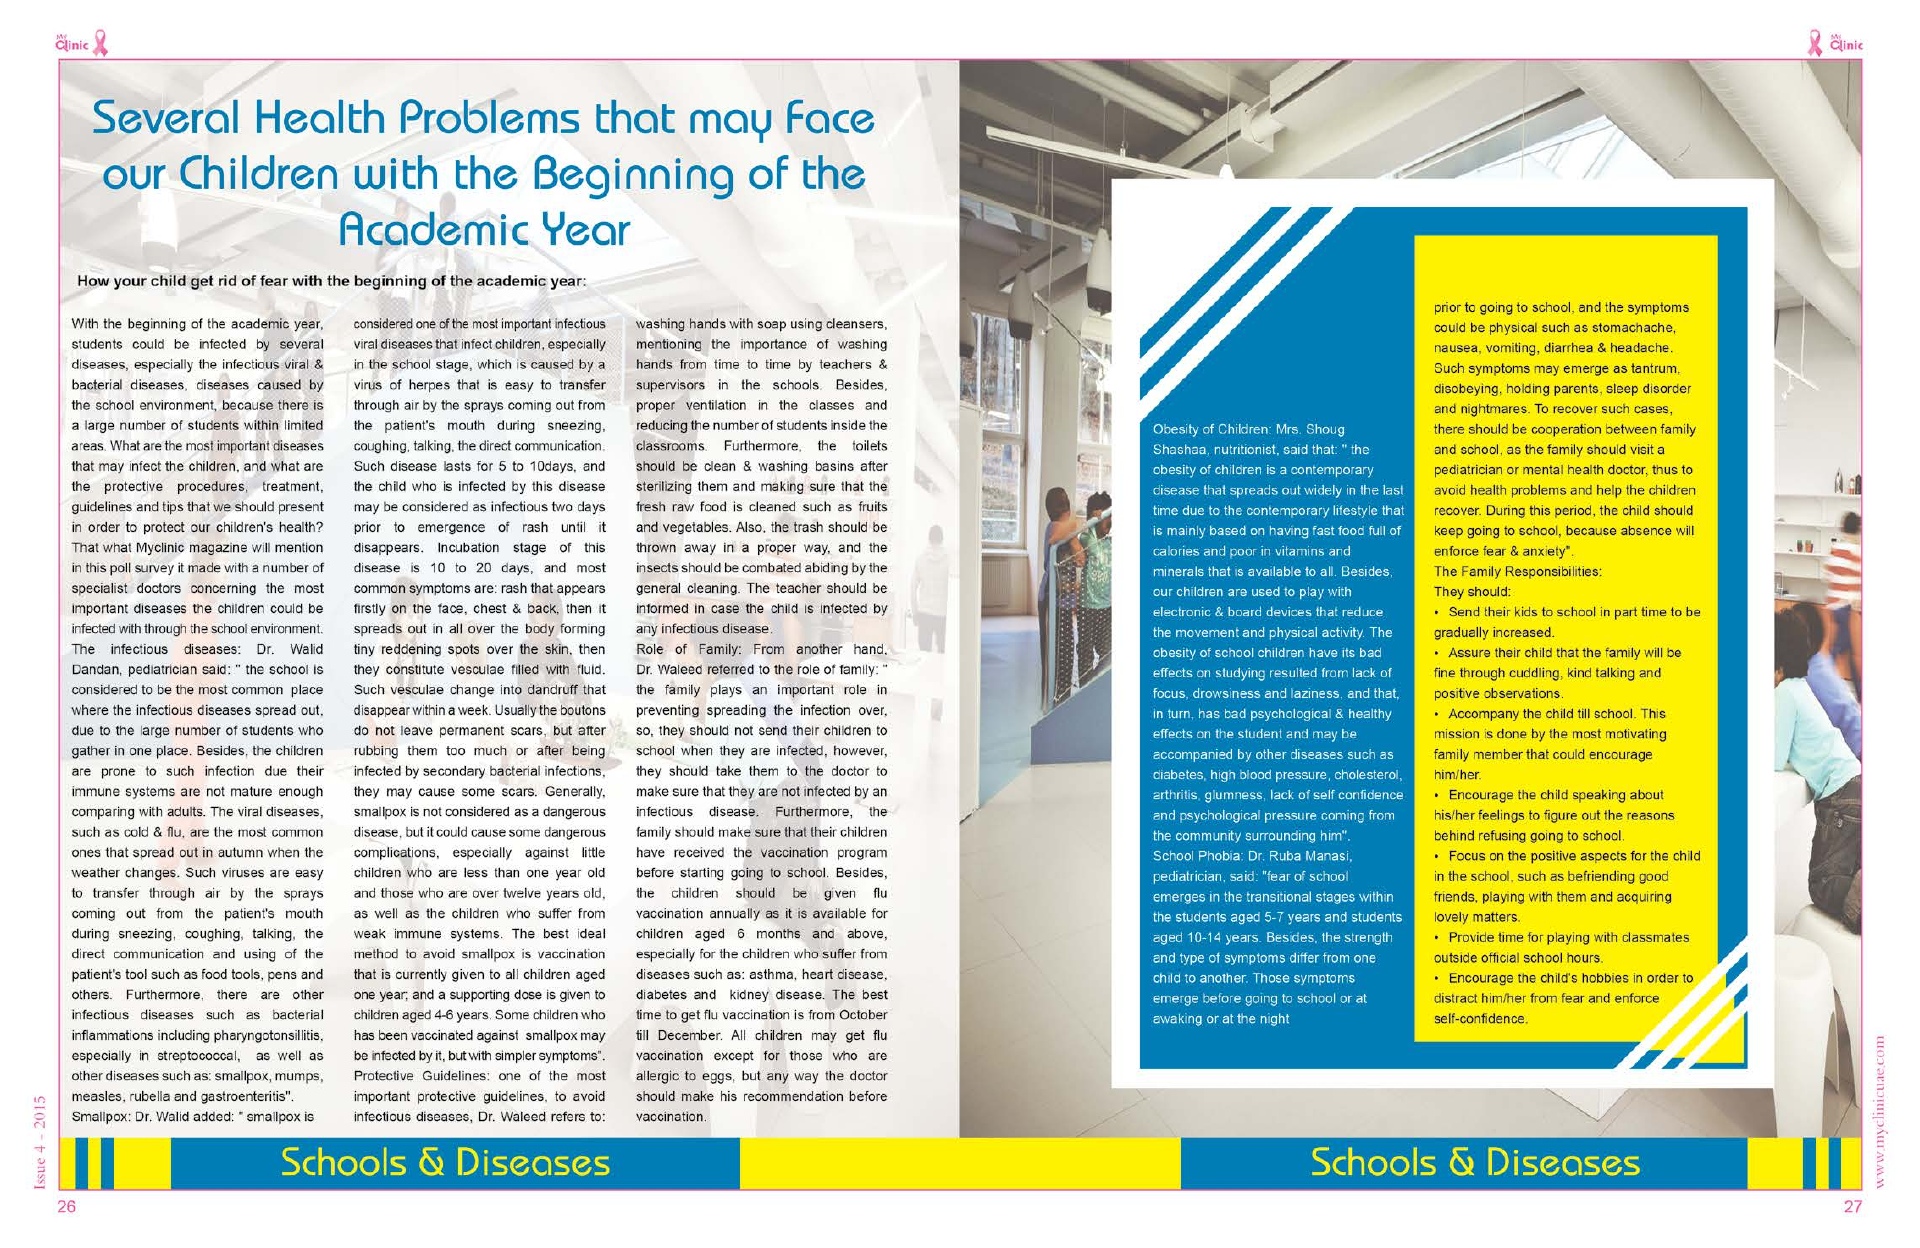 My
Clinic
My
Clinic
Several Health Problems that may Face
our Children with the Beginning of the
Academic Year
How your child get rid of fear with the beginning of the academic year:
With the beginning of the academic year,
students could be infected by several
diseases, especially the infectious viral &
bacterial diseases, diseases caused by
the school environment, because there is
a large number of students within limited
areas. What are the most important diseases
that may infect the children, and what are
the protective procedures, treatment,
guidelines and tips that we should present
in order to protect our children's health?
That what Myclinic magazine will mention
in this poll survey it made with a number of
specialist doctors concerning the most
important diseases the children could be
infected with through the school environment.
The infectious diseases: Dr. Walid
Dandan, pediatrician said: " the school is
considered to be the most common place
where the infectious diseases spread out,
due to the large number of students who
gather in one place. Besides, the children
are prone to such infection due their
immune systems are not mature enough
comparing with adults. The viral diseases,
such as cold & flu, are the most common
ones that spread out in autumn when the
weather changes. Such viruses are easy
to transfer through air by the sprays
coming out from the patient's mouth
during sneezing, coughing, talking, the
direct communication and using of the
patient's tool such as food tools, pens and
others. Furthermore, there are other
infectious diseases such as bacterial
inflammations including pharyngotonsillitis,
especially in streptococcal, as well as
other diseases such as: smallpox, mumps,
measles, rubella and gastroenteritis".
Smallpox: Dr. Walid added: " smallpox is
considered one of the most important infectious
viral diseases that infect children, especially
in the school stage, which is caused by a
virus of herpes that is easy to transfer
through air by the sprays coming out from
the patient's mouth during sneezing,
coughing, talking, the direct communication.
Such disease lasts for 5 to 10days, and
the child who is infected by this disease
may be considered as infectious two days
prior to emergence of rash until it
disappears. Incubation stage of this
disease is 10 to 20 days, and most
common symptoms are: rash that appears
firstly on the face, chest & back, then it
spreads out in all over the body forming
tiny reddening spots over the skin, then
they constitute vesculae filled with fluid.
Such vesculae change into dandruff that
disappear within a week. Usually the boutons
do not leave permanent scars, but after
rubbing them too much or after being
infected by secondary bacterial infections,
they may cause some scars. Generally,
smallpox is not considered as a dangerous
disease, but it could cause some dangerous
complications, especially against little
children who are less than one year old
and those who are over twelve years old,
as well as the children who suffer from
weak immune systems. The best ideal
method to avoid smallpox is vaccination
that is currently given to all children aged
one year; and a supporting dose is given to
children aged 4-6 years. Some children who
has been vaccinated against smallpox may
be infected by it, but with simpler symptoms".
Protective Guidelines: one of the most
important protective guidelines, to avoid
infectious diseases, Dr. Waleed refers to:
washing hands with soap using cleansers,
mentioning the importance of washing
hands from time to time by teachers &
supervisors in the schools. Besides,
proper ventilation in the classes and
reducing the number of students inside the
classrooms. Furthermore, the toilets
should be clean & washing basins after
sterilizing them and making sure that the
fresh raw food is cleaned such as fruits
and vegetables. Also, the trash should be
thrown away in a proper way, and the
insects should be combated abiding by the
general cleaning. The teacher should be
informed in case the child is infected by
any infectious disease.
Role of Family: From another hand,
Dr. Waleed referred to the role of family: "
the family plays an important role in
preventing spreading the infection over,
so, they should not send their children to
school when they are infected, however,
they should take them to the doctor to
make sure that they are not infected by an
infectious disease. Furthermore, the
family should make sure that their children
have received the vaccination program
before starting going to school. Besides,
the children should be given flu
vaccination annually as it is available for
children aged 6 months and above,
especially for the children who suffer from
diseases such as: asthma, heart disease,
diabetes and kidney disease. The best
time to get flu vaccination is from October
till December. All children may get flu
vaccination except for those who are
allergic to eggs, but any way the doctor
should make his recommendation before
vaccination.
Obesity of Children: Mrs. Shoug
Shashaa, nutritionist, said that: " the
obesity of children is a contemporary
disease that spreads out widely in the last
time due to the contemporary lifestyle that
is mainly based on having fast food full of
calories and poor in vitamins and
minerals that is available to all. Besides,
our children are used to play with
electronic & board devices that reduce
the movement and physical activity. The
obesity of school children have its bad
effects on studying resulted from lack of
focus, drowsiness and laziness, and that,
in turn, has bad psychological & healthy
effects on the student and may be
accompanied by other diseases such as
diabetes, high blood pressure, cholesterol,
arthritis, glumness, lack of self confidence
and psychological pressure coming from
the community surrounding him".
School Phobia: Dr. Ruba Manasi,
pediatrician, said: "fear of school
emerges in the transitional stages within
the students aged 5-7 years and students
aged 10-14 years. Besides, the strength
and type of symptoms differ from one
child to another. Those symptoms
emerge before going to school or at
awaking or at the night
prior to going to school, and the symptoms
could be physical such as stomachache,
nausea, vomiting, diarrhea & headache.
Such symptoms may emerge as tantrum,
disobeying, holding parents, sleep disorder
and nightmares. To recover such cases,
there should be cooperation between family
and school, as the family should visit a
pediatrician or mental health doctor, thus to
avoid health problems and help the children
recover. During this period, the child should
keep going to school, because absence will
enforce fear & anxiety".
The Family Responsibilities:
They should:
• Send their kids to school in part time to be
gradually increased.
• Assure their child that the family will be
fine through cuddling, kind talking and
positive observations.
• Accompany the child till school. This
mission is done by the most motivating
family member that could encourage
him/her.
• Encourage the child speaking about
his/her feelings to figure out the reasons
behind refusing going to school.
• Focus on the positive aspects for the child
in the school, such as befriending good
friends, playing with them and acquiring
lovely matters.
• Provide time for playing with classmates
outside official school hours.
• Encourage the child's hobbies in order to
distract him/her from fear and enforce
self-confidence.
Schools & Diseases
Schools & Diseases
Issue 4 - 2015
www.myclinicuae.com
26
27